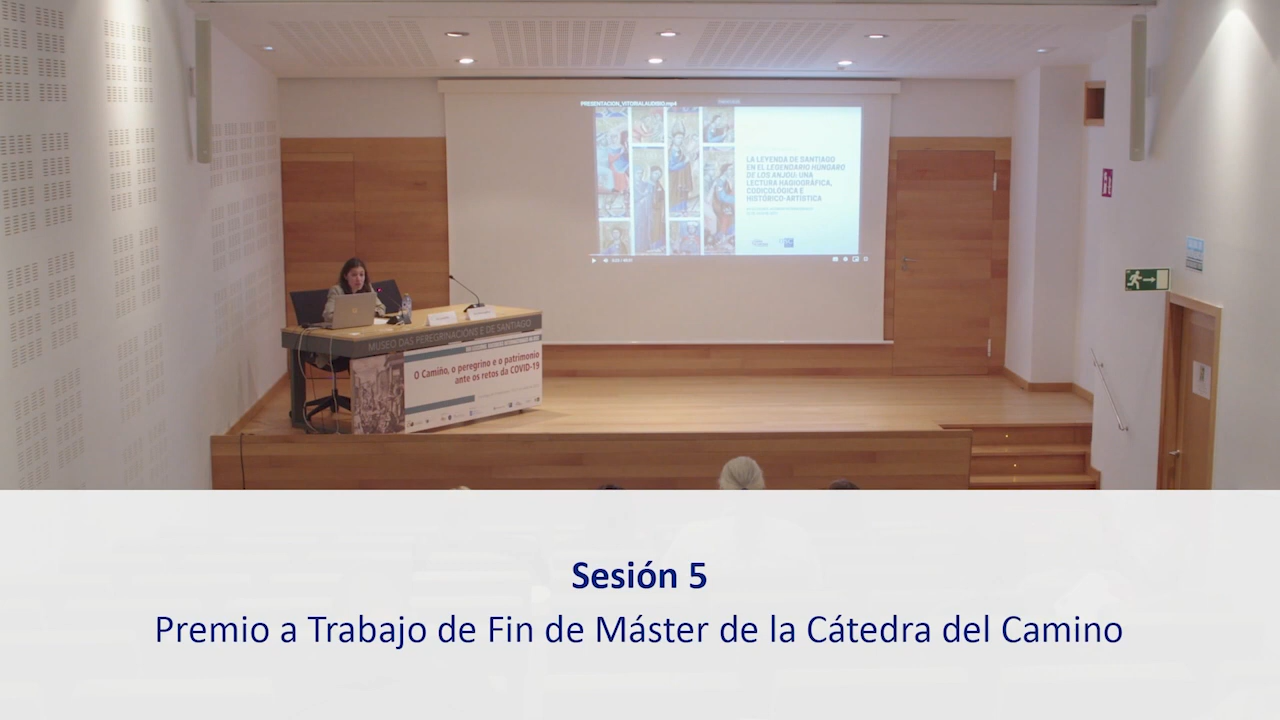 PRESENTACION_VITORIALAUDISIO.mp4
LA LEYENDA DE SANTIAGO
EN EL LEGENDARIO HÚNGARO
DE LOS ANJOU: UNA
LECTURA HAGIOGRÁFICA,
CODICOLÓGICA E
HISTÓRICO-ARTÍSTICA
MUSEO DAS PEREGRINACIÓNS E DE SANTIAGO
O Camiño, o peregrino e o patrimonio
ante os retos da COVID-19
Sesión 5
Premio a Trabajo de Fin de Máster de la Cátedra del Camino